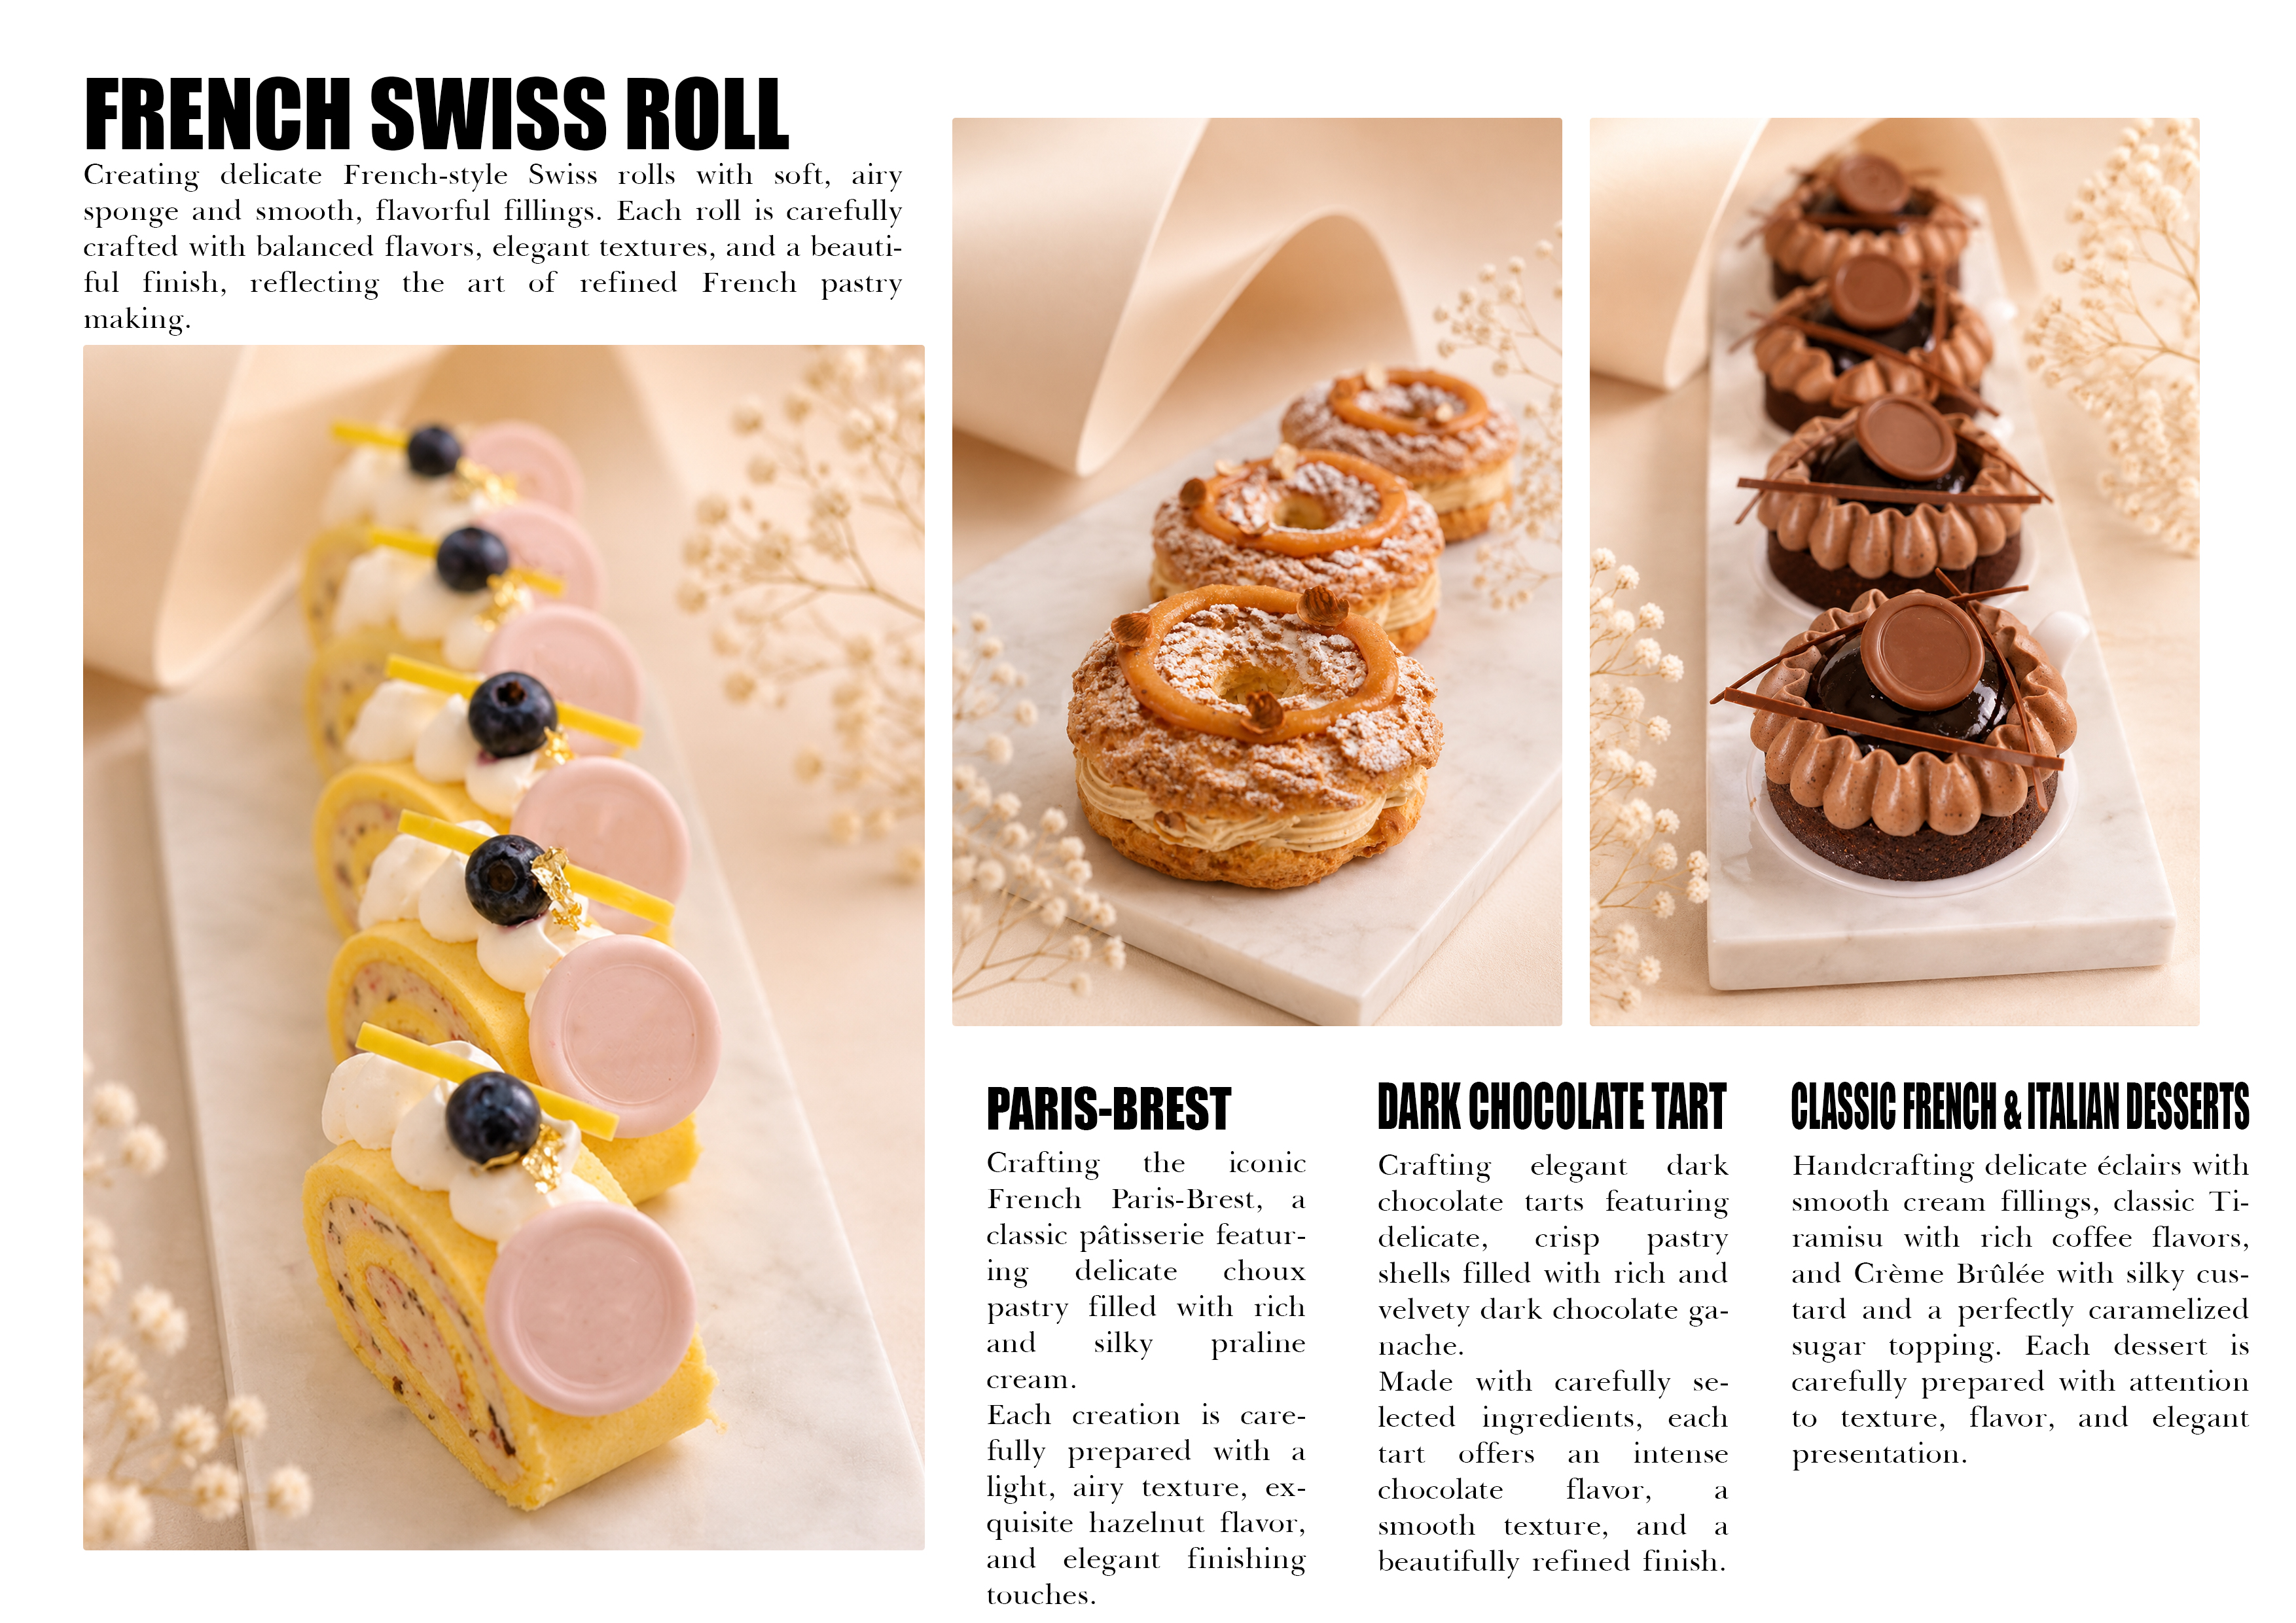 FRENCH SWISS ROLL
Creating delicate French-style Swiss rolls with soft, airy
sponge and smooth, flavorful fillings. Each roll is carefully
crafted with balanced flavors, elegant textures, and a beauti-
ful finish, reflecting the art of refined French pastry
making.
PARIS-BREST
Crafting the iconic
French Paris-Brest, a
classic pâtisserie featur-
ing delicate choux
pastry filled with rich
and silky praline
cream.
Each creation is care-
fully prepared with a
light, airy texture, ex-
quisite hazelnut flavor,
and elegant finishing
touches.
DARK CHOCOLATE TART
Crafting elegant dark
chocolate tarts featuring
delicate, crisp pastry
shells filled with rich and
velvety dark chocolate ga-
nache.
Made with carefully se-
lected ingredients, each
tart offers an intense
chocolate flavor, a
smooth texture, and a
beautifully refined finish.
CLASSIC FRENCH & ITALIAN DESSERTS
Handcrafting delicate éclairs with
smooth cream fillings, classic Ti-
ramisu with rich coffee flavors,
and Crème Brûlée with silky cus-
tard and a perfectly caramelized
sugar topping. Each dessert is
carefully prepared with attention
to texture, flavor, and elegant
presentation.